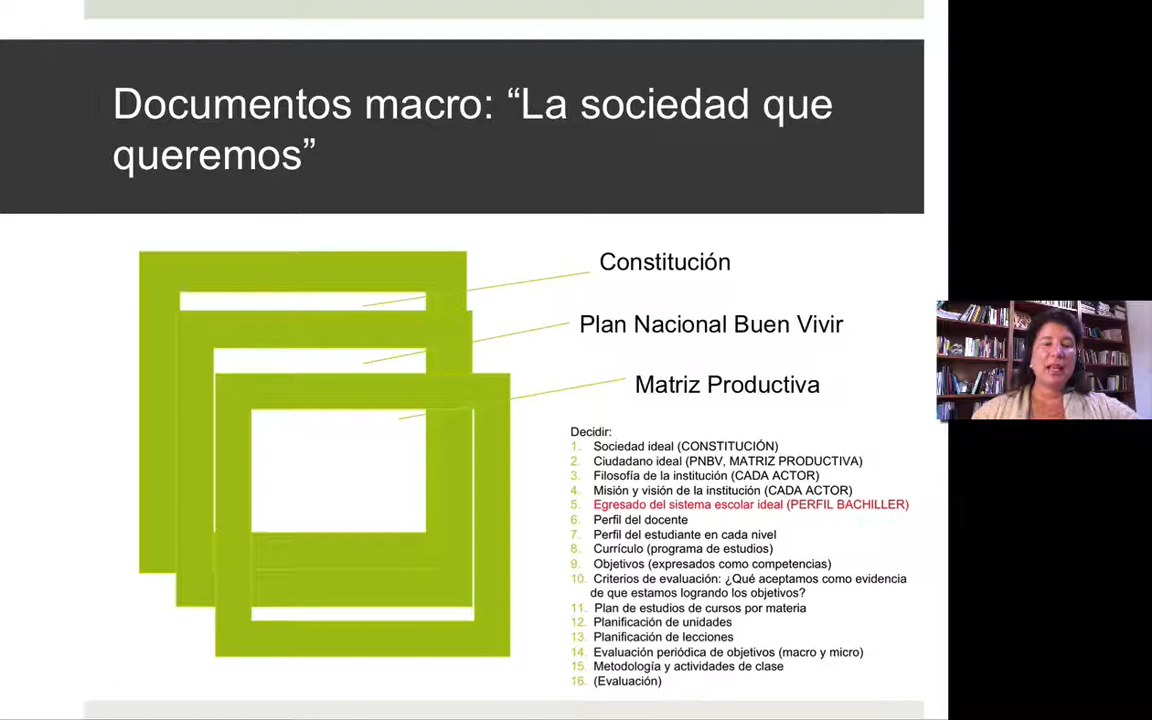 Documentos macro: “La sociedad que
queremos”
Constitución
Plan Nacional Buen Vivir
Matriz Productiva
Decidir:
1. Sociedad ideal (CONSTITUCIÓN)
2. Ciudadano ideal (PNBV, MATRIZ PRODUCTIVA)
3. Filosofía de la institución (CADA ACTOR)
4. Misión y visión de la institución (CADA ACTOR)
5. Egresado del sistema escolar ideal (PERFIL BACHILLER)
6. Perfil del docente
7. Perfil del estudiante en cada nivel
8. Currículo (programa de estudios)
9. Objetivos (expresados como competencias)
10. Criterios de evaluación: ¿Qué aceptamos como evidencia
de que estamos logrando los objetivos?
11. Plan de estudios de cursos por materia
12. Planificación de unidades
13. Planificación de lecciones
14. Evaluación periódica de objetivos (macro y micro)
15. Metodología y actividades de clase
16. (Evaluación)